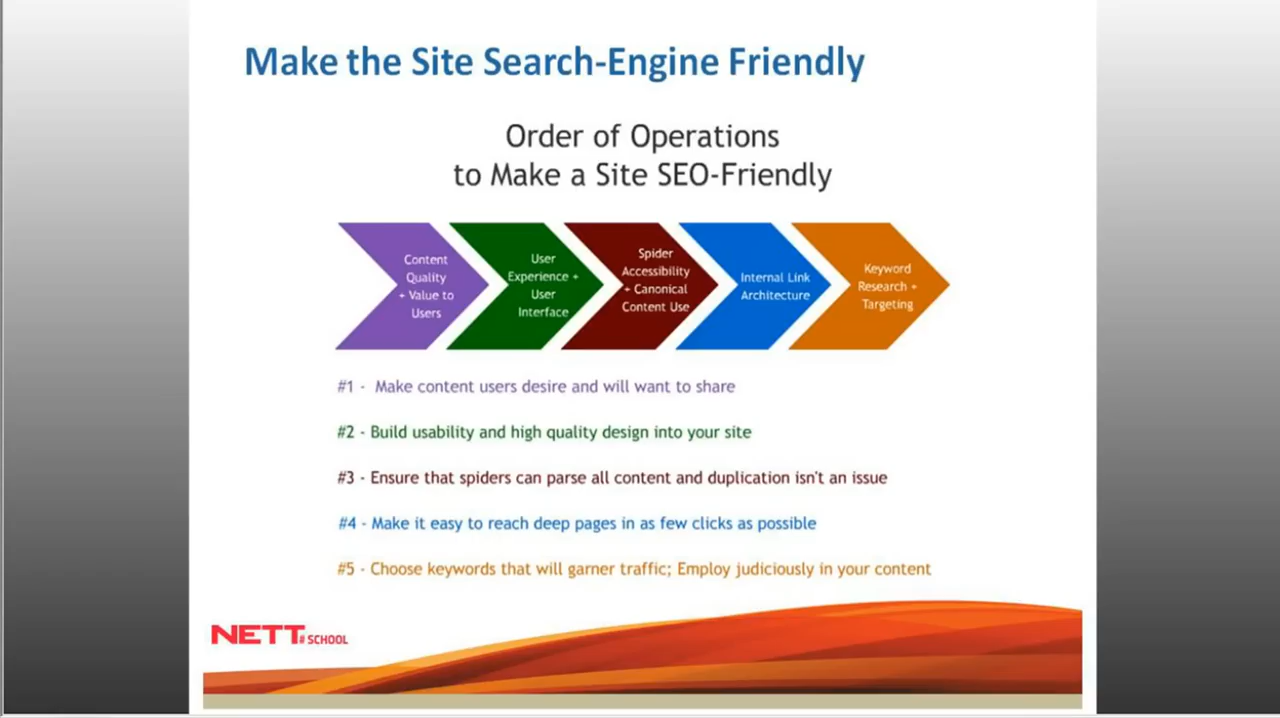 Make the Site Search-Engine Friendly
Order of Operations
to Make a Site SEO-Friendly
Content
Quality
+ Value to
Users
User
Experience +
User
Interface
Spider
Accessibility
+ Canonical
Content Use
Internal Link
Architecture
Keyword
Research +
Targeting
#1 - Make content users desire and will want to share
#2 - Build usability and high quality design into your site
#3 - Ensure that spiders can parse all content and duplication isn't an issue
#4 - Make it easy to reach deep pages in as few clicks as possible
#5 - Choose keywords that will garner traffic; Employ judiciously in your content
NETT# SCHOOL